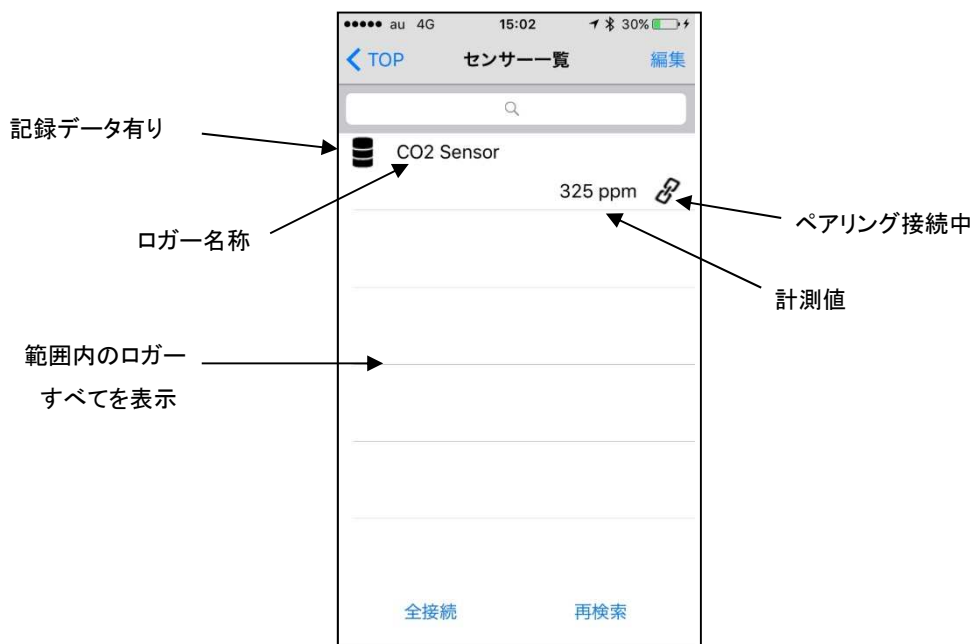 au 4G 15:02 30%
TOP センサー一覧 編集
記録データ有り
CO2 Sensor
325 ppm
ロガー名称
ペアリング接続中
計測値
範囲内のロガー
すべてを表示
全接続 再検索